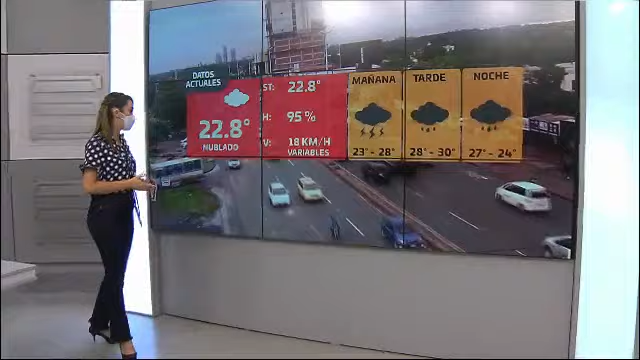 DATOS
ACTUALES
22.8°
NUBLADO
ST: 22.8°
H: 95%
V: 18 KM/H
VARIABLES
MAÑANA
23° - 28°
TARDE
28° - 30°
NOCHE
27° - 24°